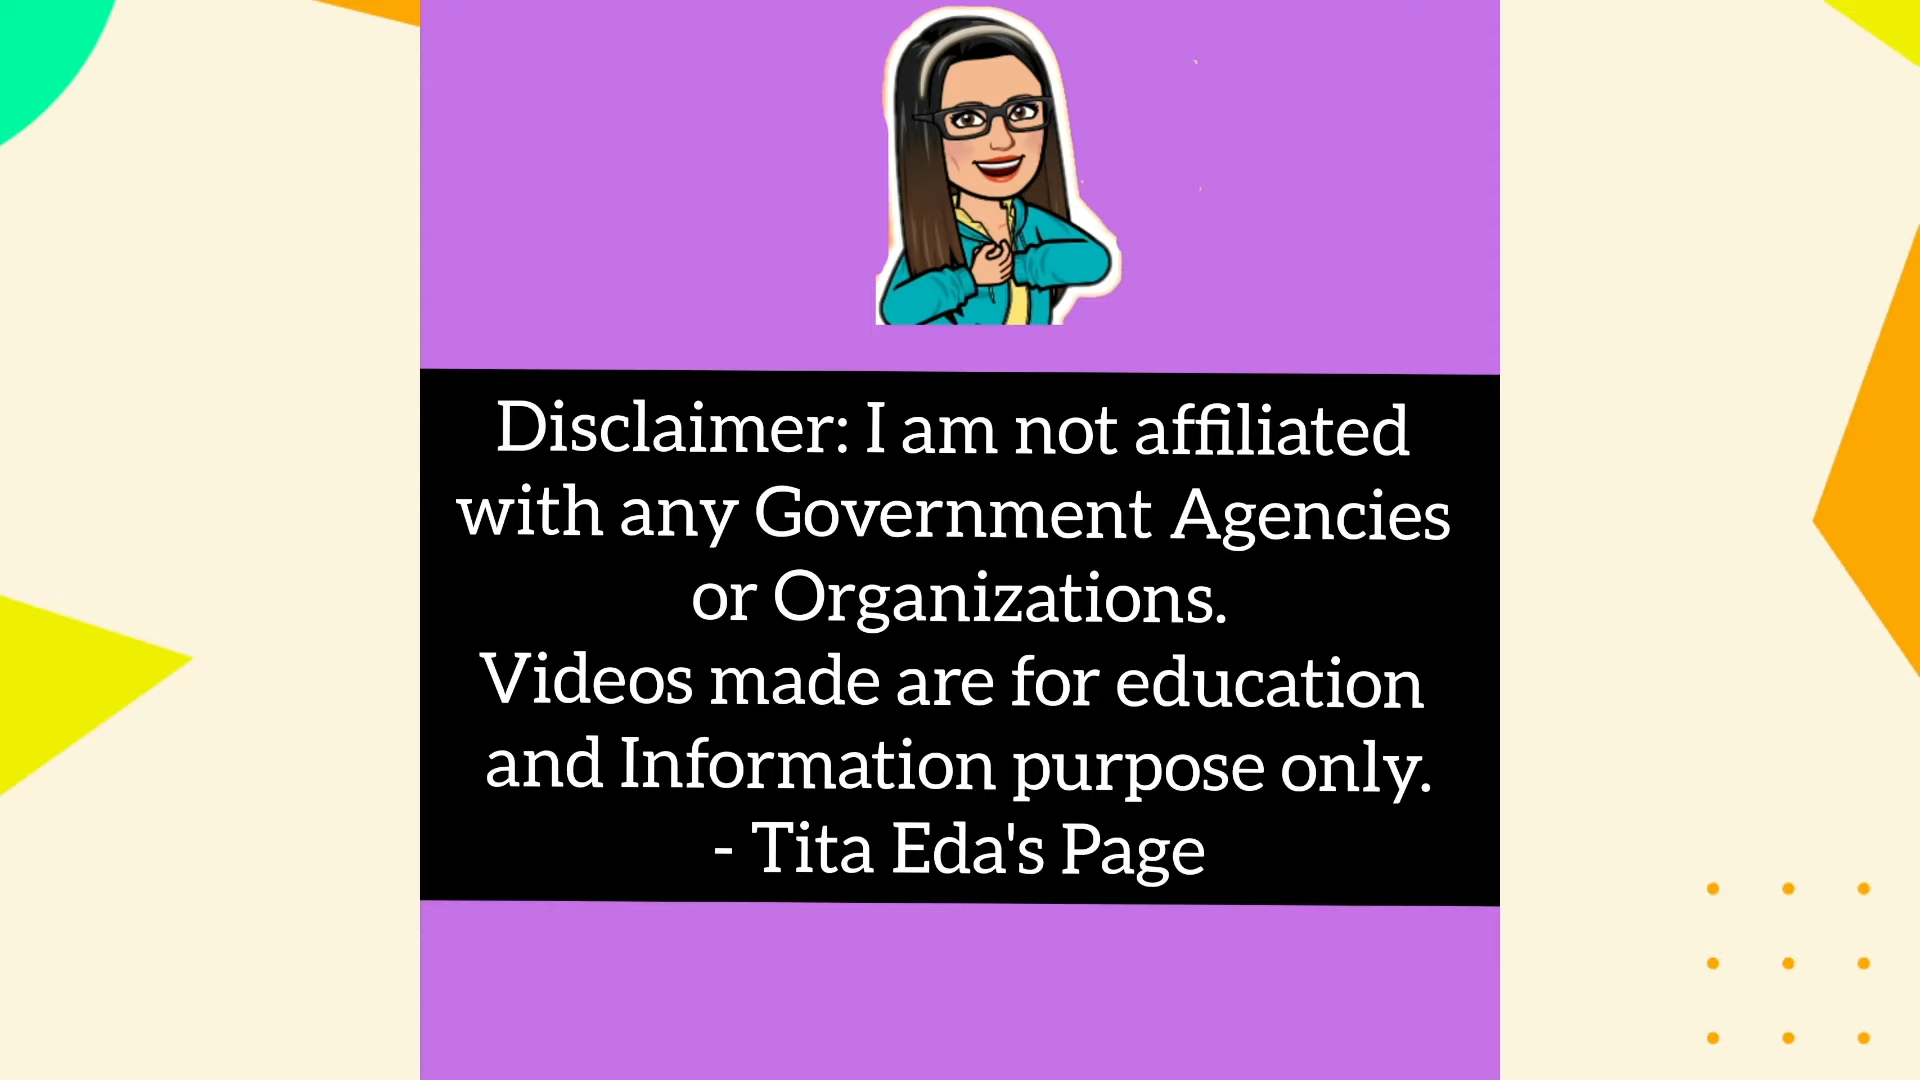 Disclaimer: I am not affiliated
with any Government Agencies
or Organizations.
Videos made are for education
and Information purpose only.
- Tita Eda's Page